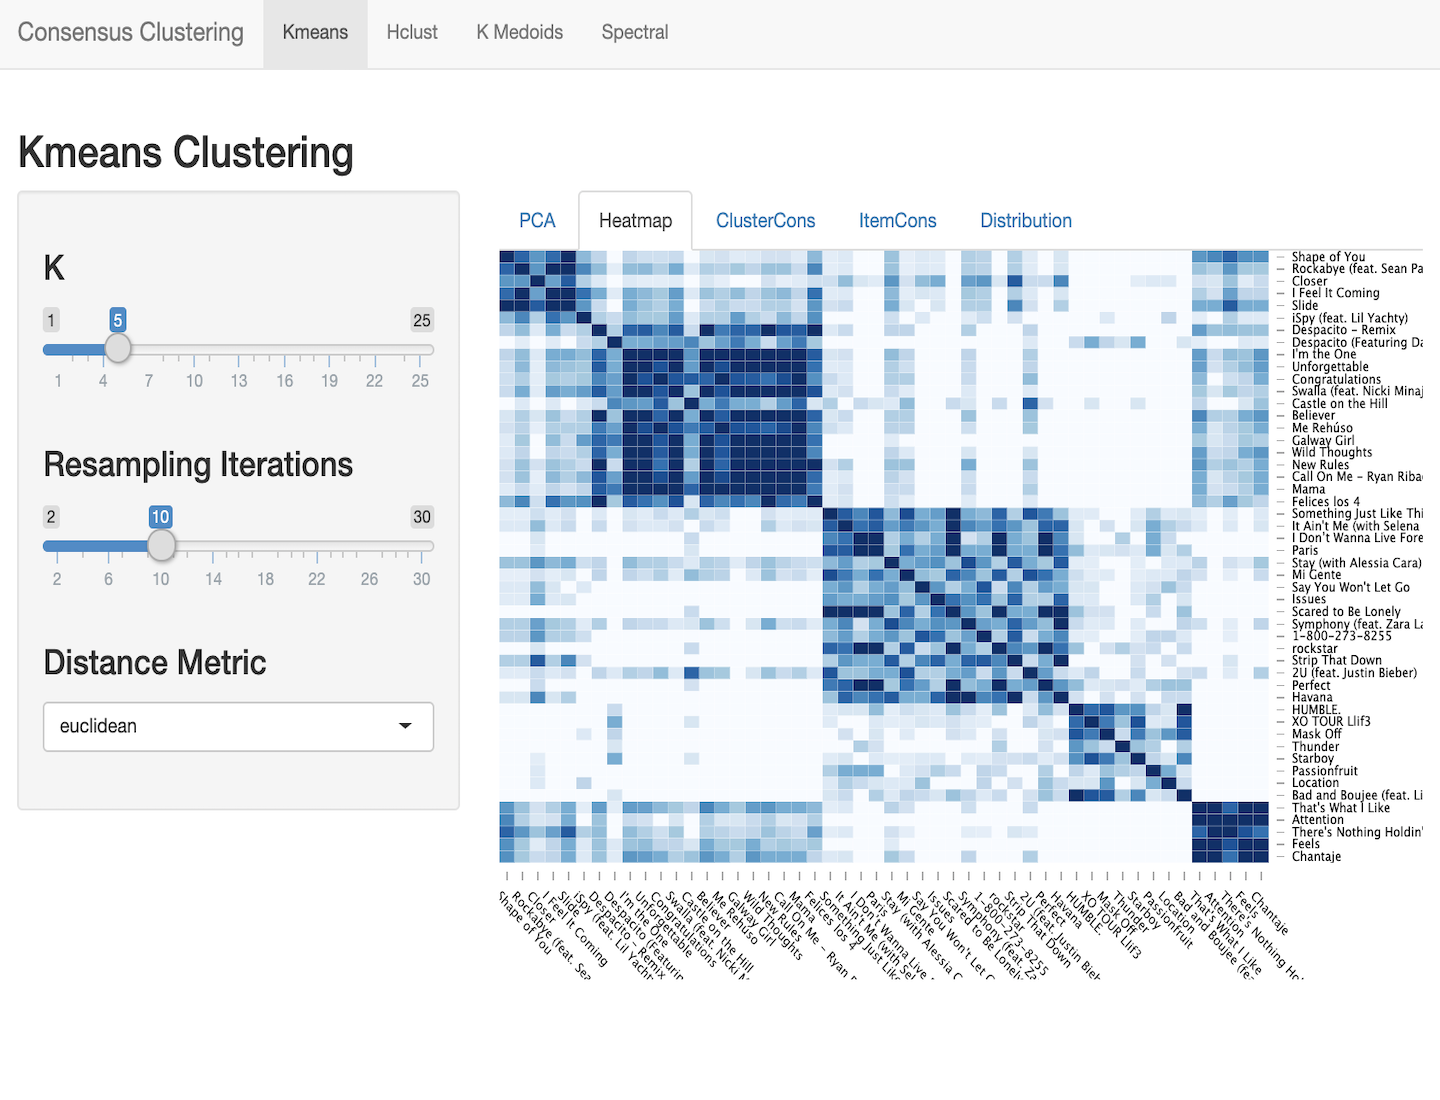 Consensus Clustering Kmeans Hclust K Medoids Spectral
Kmeans Clustering
K
1 5 25
1 4 7 10 13 16 19 22 25
Resampling Iterations
2 10 30
2 6 10 14 18 22 26 30
Distance Metric
euclidean
PCA Heatmap ClusterCons ItemCons Distribution
Shape of You
Rockabye (feat. Sean Pa
Closer
I Feel It Coming
Slide
iSpy (feat. Lil Yachty)
Despacito - Remix
Despacito (Featuring Da
I'm the One
Unforgettable
Congratulations
Swalla (feat. Nicki Minaj
Castle on the Hill
Believer
Me Rehúso
Galway Girl
Wild Thoughts
New Rules
Call On Me - Ryan Riba
Mama
Felices los 4
Something Just Like Thi
It Ain't Me (with Selena
I Don't Wanna Live Fore
Paris
Stay (with Alessia Cara)
Mi Gente
Say You Won't Let Go
Issues
Scared to Be Lonely
Symphony (feat. Zara La
1-800-273-8255
rockstar
Strip That Down
2U (feat. Justin Bieber)
Perfect
Havana
HUMBLE.
XO TOUR Llif3
Mask Off
Thunder
Starboy
Passionfruit
Location
Bad and Boujee (feat. Li
That's What I Like
Attention
There's Nothing Holdin'
Feels
Chantaje
Shape of You
Rockabye (feat. Sea
Closer
I Feel It Coming
Slide
iSpy (feat. Lil Yacht
Despacito - Remix
Despacito (Featurin
I'm the One
Unforgettable
Congratulations
Swalla (feat. Nicki M
Castle on the Hill
Believer
Me Rehúso
Galway Girl
Wild Thoughts
New Rules
Call On Me - Ryan
Mama
Felices los 4
Something Just Lik
It Ain't Me (with Sel
I Don't Wanna Live
Paris
Stay (with Alessia C
Mi Gente
Say You Won't Let G
Issues
Scared to Be Lonely
Symphony (feat. Za
1-800-273-8255
rockstar
Strip That Down
2U (feat. Justin Bieb
Perfect
Havana
HUMBLE.
XO TOUR Llif3
Mask Off
Thunder
Starboy
Passionfruit
Location
Bad and Boujee (fe
That's What I Like
Attention
There's Nothing Ho
Feels
Chantaje